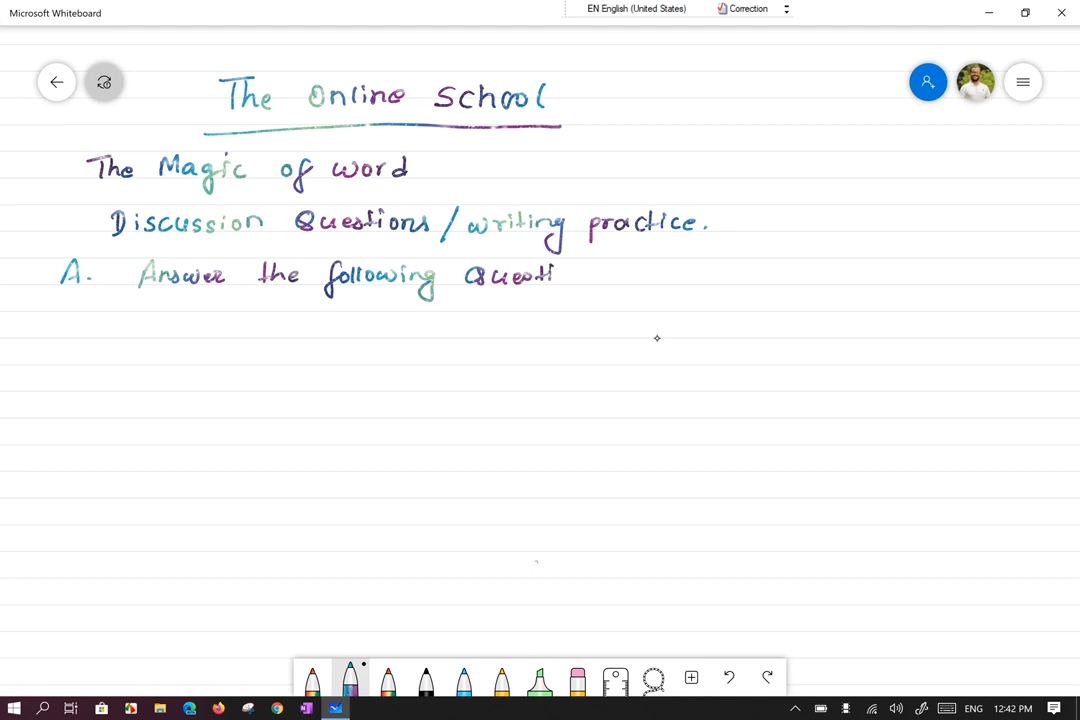 Microsoft Whiteboard
EN English (United States) Correction
The Online School
The Magic of word
Discussion Questions/writing practice.
A. Answer the following Questi
ENG 12:42 PM